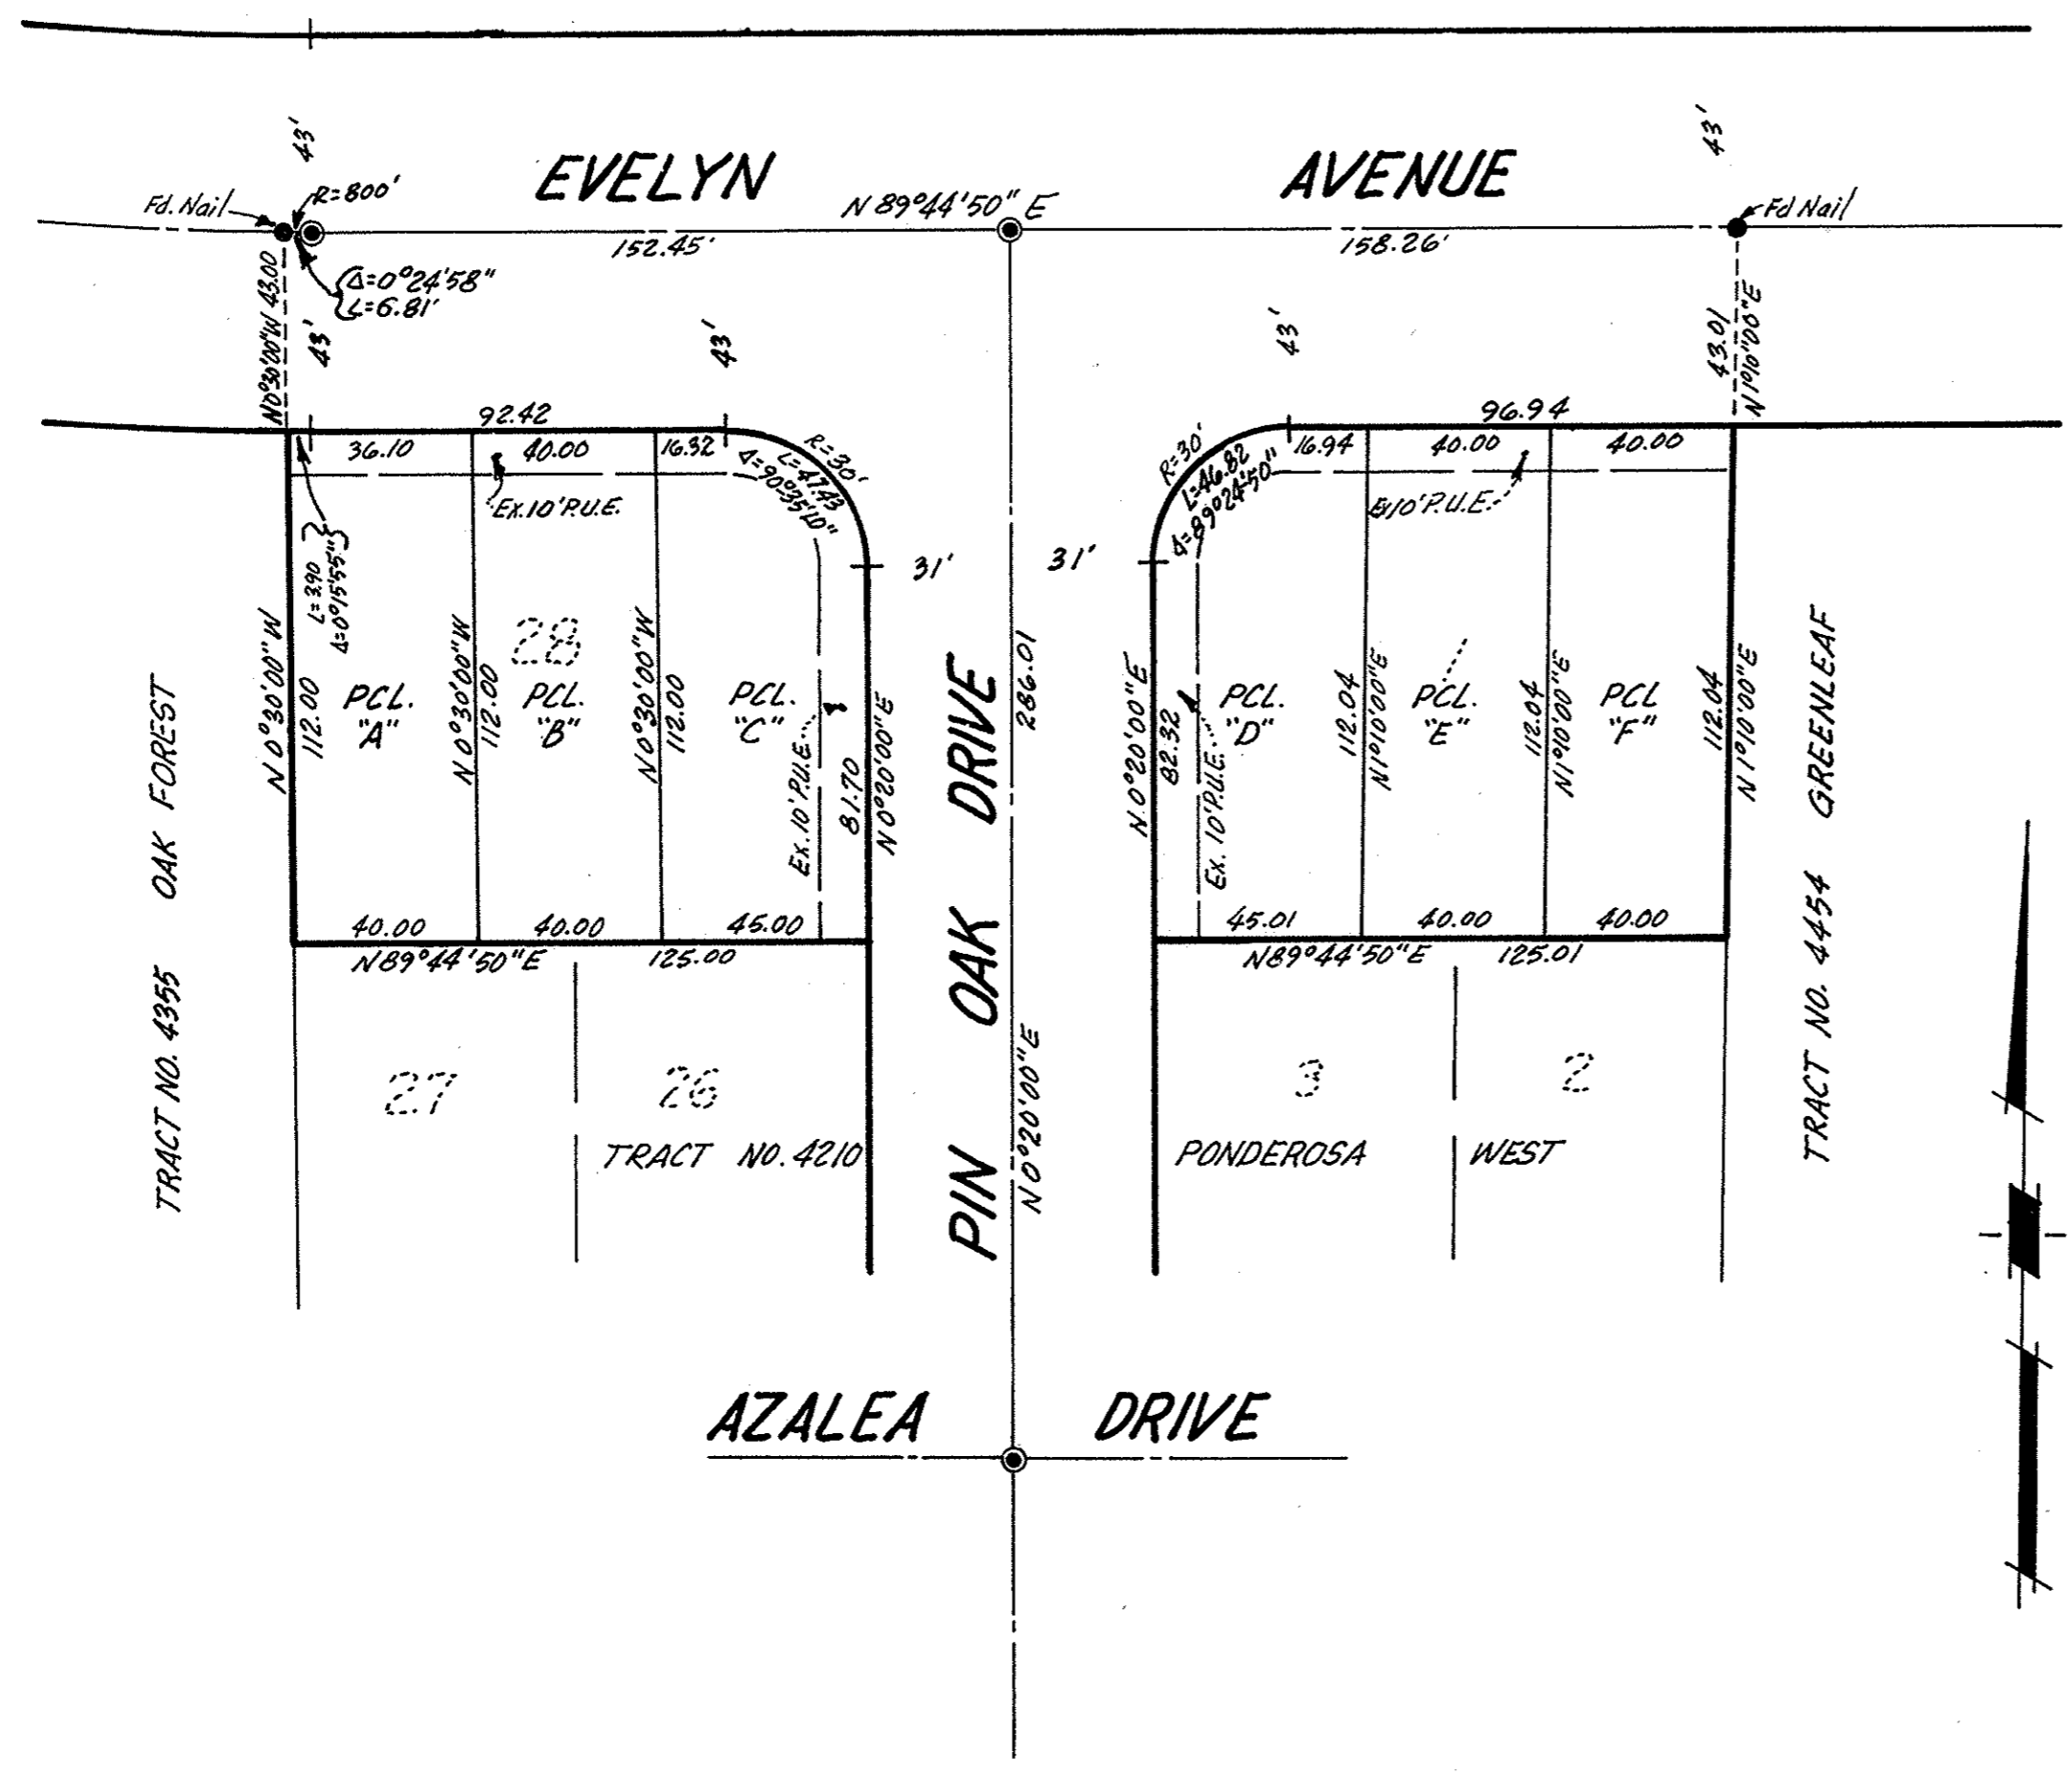 EVELYN AVENUE
43'
43'
Fd. Nail
R=800'
N 89°44'50" E
Fd Nail
152.45'
158.26'
Δ=0°24'58"
L=6.81'
N0°30'00"W 43.00
43'
43'
43'
43.01
N1°10'00"E
92.42
96.94
36.10
40.00
16.32
R=30'
L=47.43
Δ=90°35'10"
R=30'
L=46.82
Δ=89°24'50"
16.94
40.00
40.00
Ex.10'P.U.E.
Ex10'P.U.E.
L=3.90
Δ=0°15'55"
31'
31'
N 0°30'00"W
112.00
PCL.
"A"
N0°30'00"W
112.00
28
PCL.
"B"
N0°30'00"W
112.00
PCL.
"C"
Ex. 10'P.U.E.
81.70
N0°20'00"E
PIN OAK DRIVE
286.01
N0°20'00"E
N.0°20'00"E
82.32
Ex. 10'P.U.E.
PCL.
"D"
112.04
N1°10'00"E
PCL.
"E"
112.04
N1°10'00"E
PCL
"F"
112.04
N 1°10'00"E
TRACT NO. 4355 OAK FOREST
TRACT NO. 4454 GREENLEAF
40.00
40.00
45.00
45.01
40.00
40.00
N89°44'50"E
125.00
N89°44'50"E
125.01
27
26
3
2
TRACT NO. 4210
PONDEROSA WEST
AZALEA DRIVE